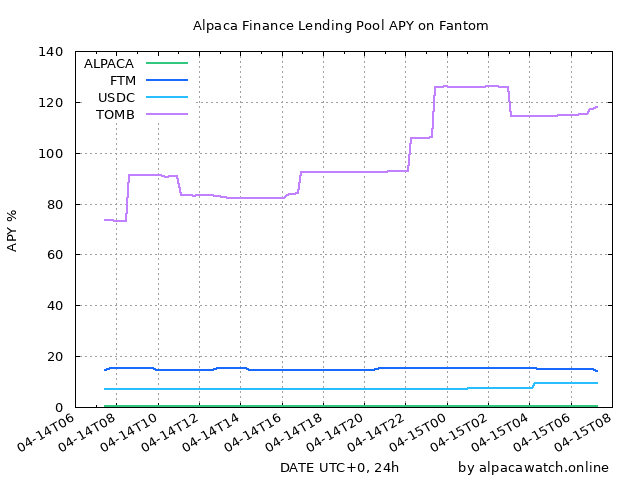 Alpaca Finance Lending Pool APY on Fantom
140
120
100
80
60
40
20
0
APY %
ALPACA
FTM
USDC
TOMB
04-14T06
04-14T08
04-14T10
04-14T12
04-14T14
04-14T16
04-14T18
04-14T20
04-14T22
04-15T00
04-15T02
04-15T04
04-15T06
04-15T08
DATE UTC+0, 24h
by alpacawatch.online